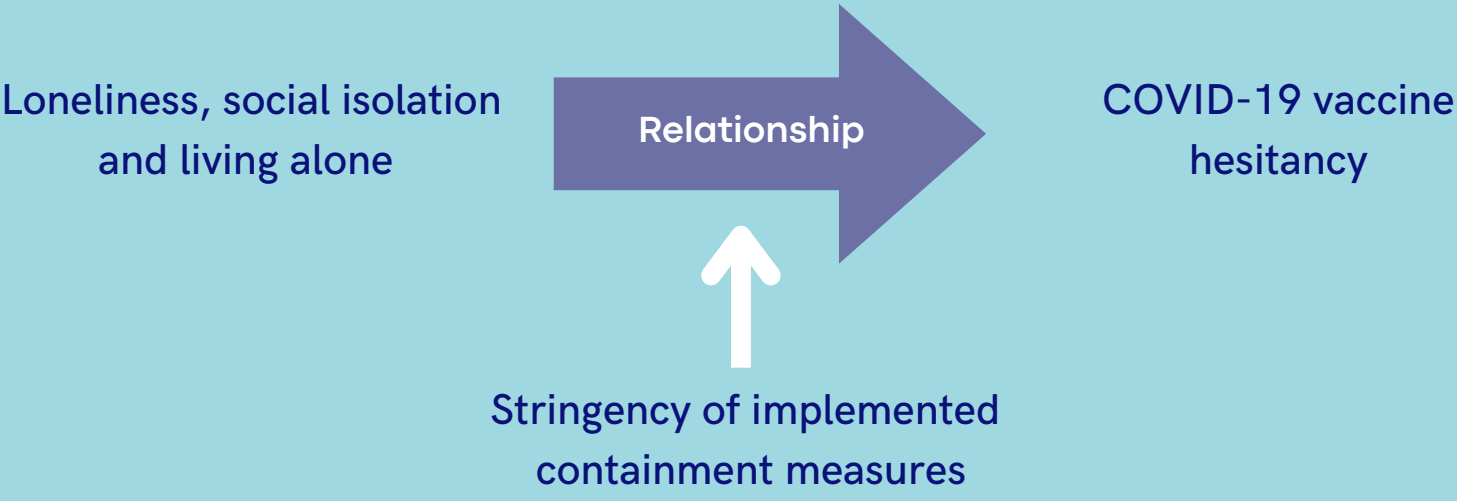 Loneliness, social isolation
and living alone
Relationship
COVID-19 vaccine
hesitancy
Stringency of implemented
containment measures